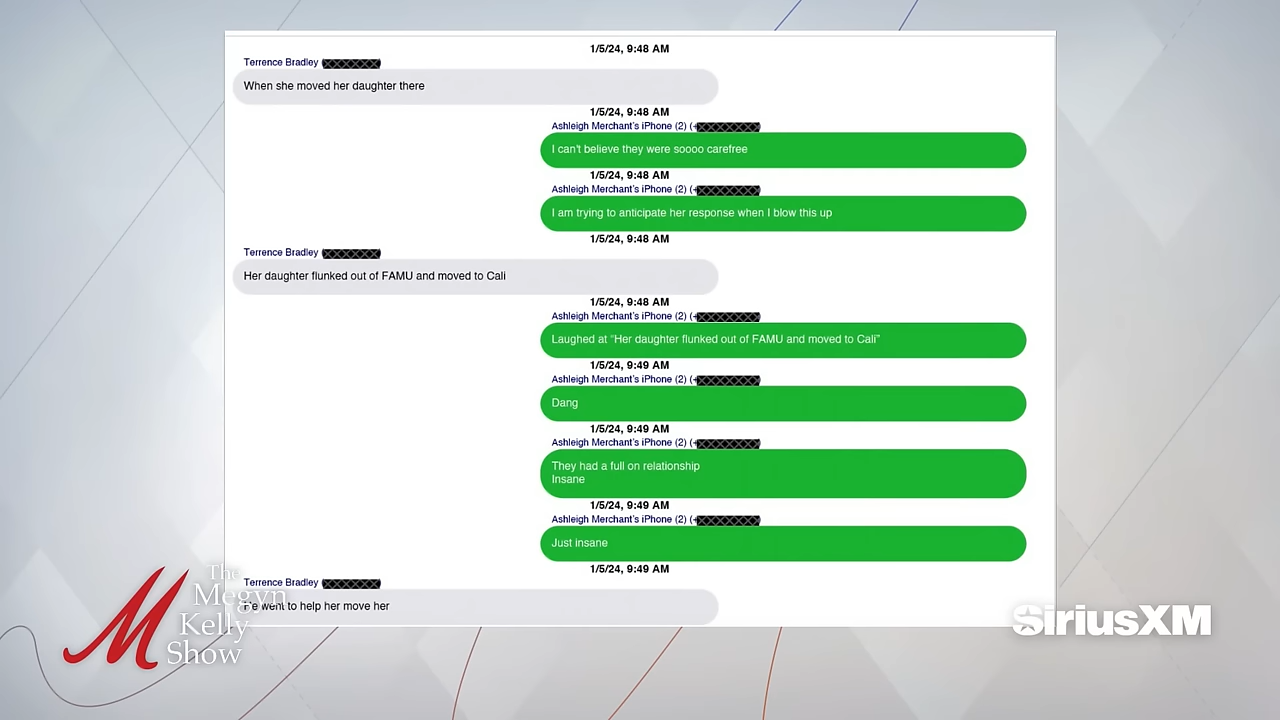 1/5/24, 9:48 AM
Terrence Bradley
When she moved her daughter there
1/5/24, 9:48 AM
Ashleigh Merchant's iPhone (2) (+
I can't believe they were soooo carefree
1/5/24, 9:48 AM
Ashleigh Merchant's iPhone (2) (+
I am trying to anticipate her response when I blow this up
1/5/24, 9:48 AM
Terrence Bradley
Her daughter flunked out of FAMU and moved to Cali
1/5/24, 9:48 AM
Ashleigh Merchant's iPhone (2) (+
Laughed at “Her daughter flunked out of FAMU and moved to Cali”
1/5/24, 9:49 AM
Ashleigh Merchant's iPhone (2) (+
Dang
1/5/24, 9:49 AM
Ashleigh Merchant's iPhone (2) (+
They had a full on relationship
Insane
1/5/24, 9:49 AM
Ashleigh Merchant's iPhone (2) (+
Just insane
1/5/24, 9:49 AM
Terrence Bradley
He went to help her move her
The
Megyn
Kelly
Show
SiriusXM